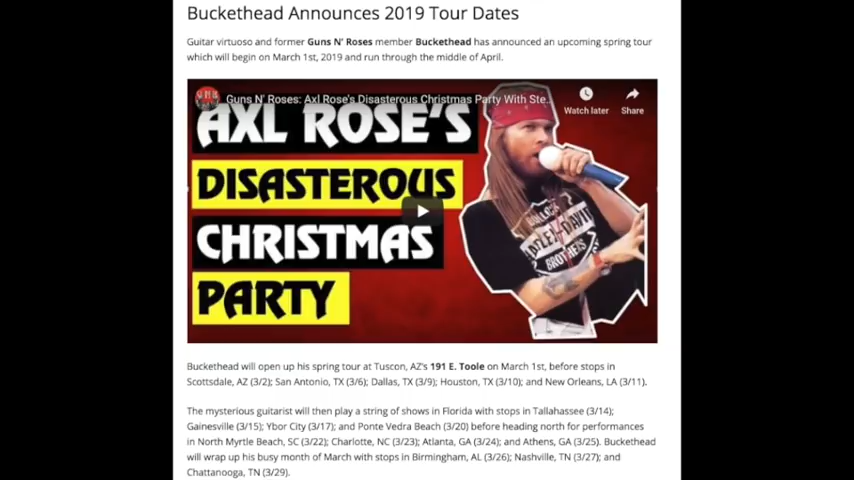 Buckethead Announces 2019 Tour Dates
Guitar virtuoso and former Guns N' Roses member Buckethead has announced an upcoming spring tour
which will begin on March 1st, 2019 and run through the middle of April.
Guns N' Roses: Axl Rose's Disasterous Christmas Party With Ste...
Watch later
Share
AXL ROSE'S
DISASTEROUS
CHRISTMAS
PARTY
Buckethead will open up his spring tour at Tuscon, AZ's 191 E. Toole on March 1st, before stops in
Scottsdale, AZ (3/2); San Antonio, TX (3/6); Dallas, TX (3/9); Houston, TX (3/10); and New Orleans, LA (3/11).
The mysterious guitarist will then play a string of shows in Florida with stops in Tallahassee (3/14);
Gainesville (3/15); Ybor City (3/17); and Ponte Vedra Beach (3/20) before heading north for performances
in North Myrtle Beach, SC (3/22); Charlotte, NC (3/23); Atlanta, GA (3/24); and Athens, GA (3/25). Buckethead
will wrap up his busy month of March with stops in Birmingham, AL (3/26); Nashville, TN (3/27); and
Chattanooga, TN (3/29).